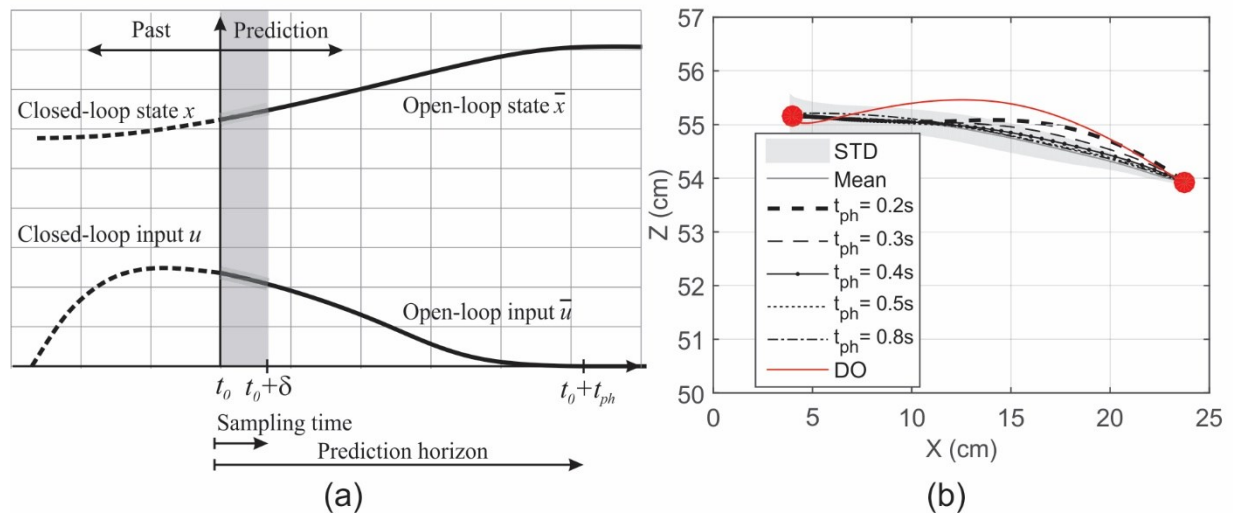 Past
Prediction
Closed-loop state x
Open-loop state x̅
Closed-loop input u
Open-loop input u̅
t₀ t₀+δ t₀+tₚₕ
Sampling time
Prediction horizon
(a)
57
56
55
54
53
52
51
50
0 5 10 15 20 25
Z (cm)
X (cm)
STD
Mean
tₚₕ= 0.2s
tₚₕ= 0.3s
tₚₕ= 0.4s
tₚₕ= 0.5s
tₚₕ= 0.8s
DO
(b)